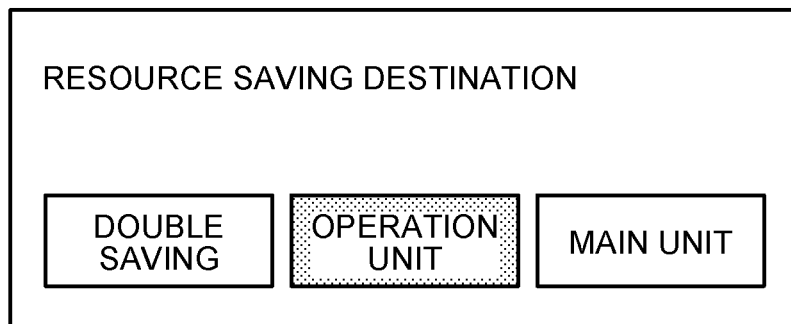 RESOURCE SAVING DESTINATION
DOUBLE
SAVING
OPERATION
UNIT
MAIN UNIT